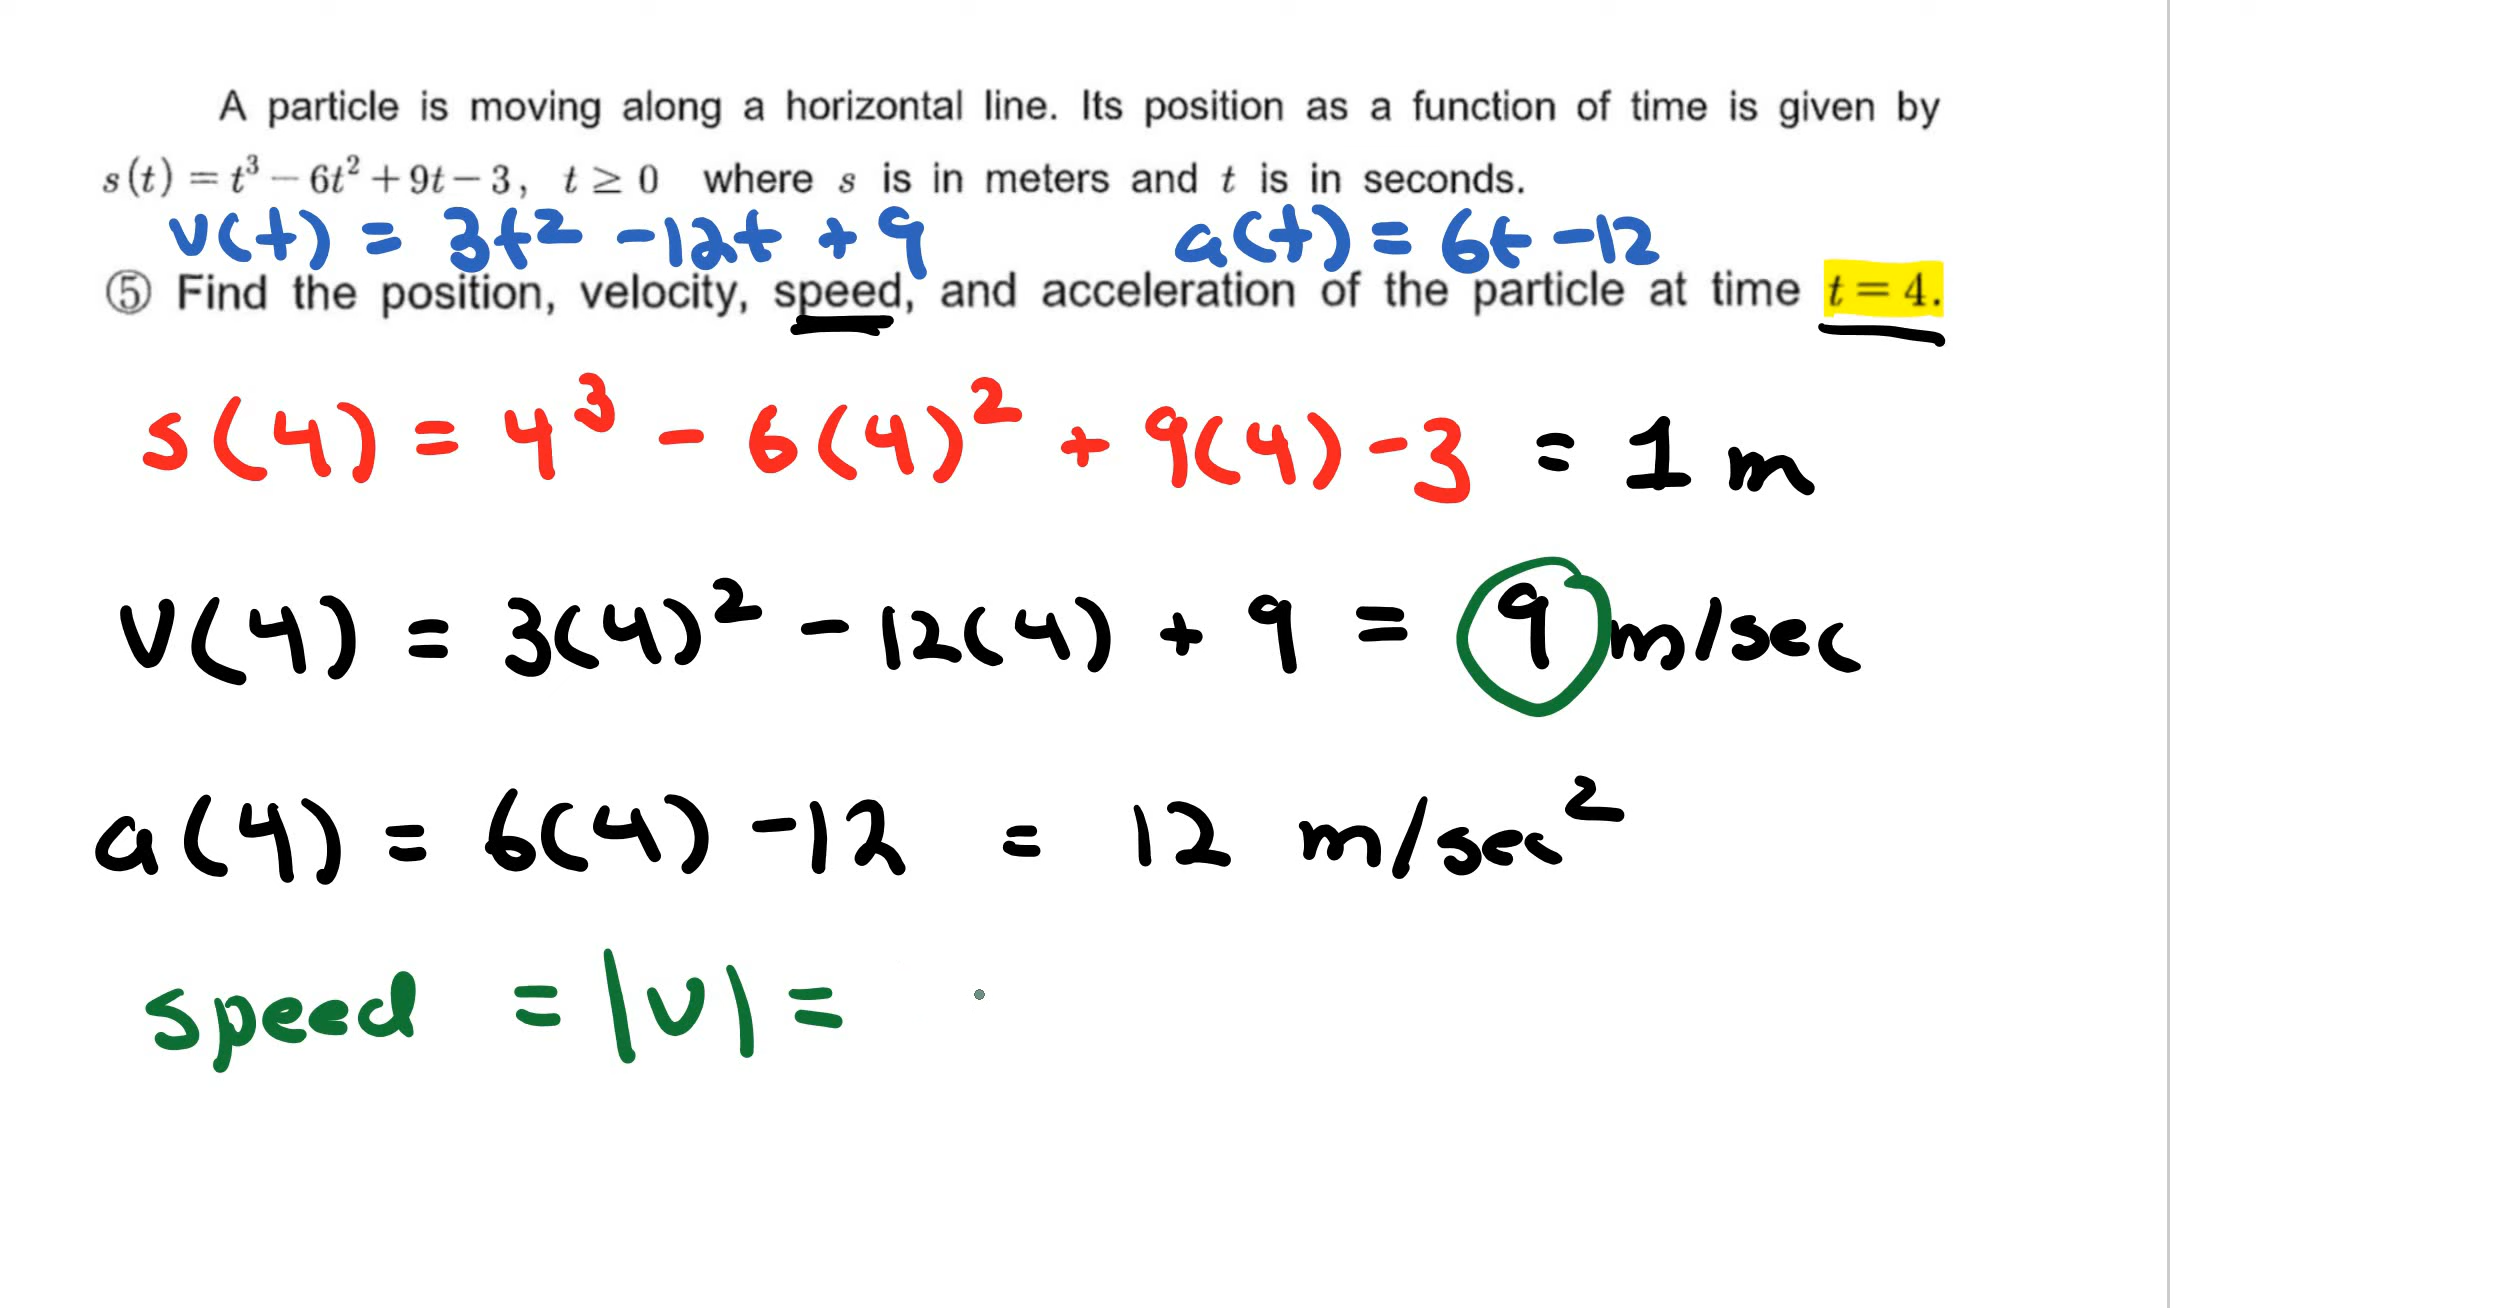 A particle is moving along a horizontal line. Its position as a function of time is given by
s(t) = t³ − 6t² + 9t − 3, t ≥ 0 where s is in meters and t is in seconds.
v(t) = 3t² − 12t + 9 a(t) = 6t − 12
⑤ Find the position, velocity, speed, and acceleration of the particle at time t = 4.
s(4) = 4³ − 6(4)² + 9(4) − 3 = 1 m
v(4) = 3(4)² − 12(4) + 9 = 9 m/sec
a(4) = 6(4) − 12 = 12 m/sec²
speed = |v| =